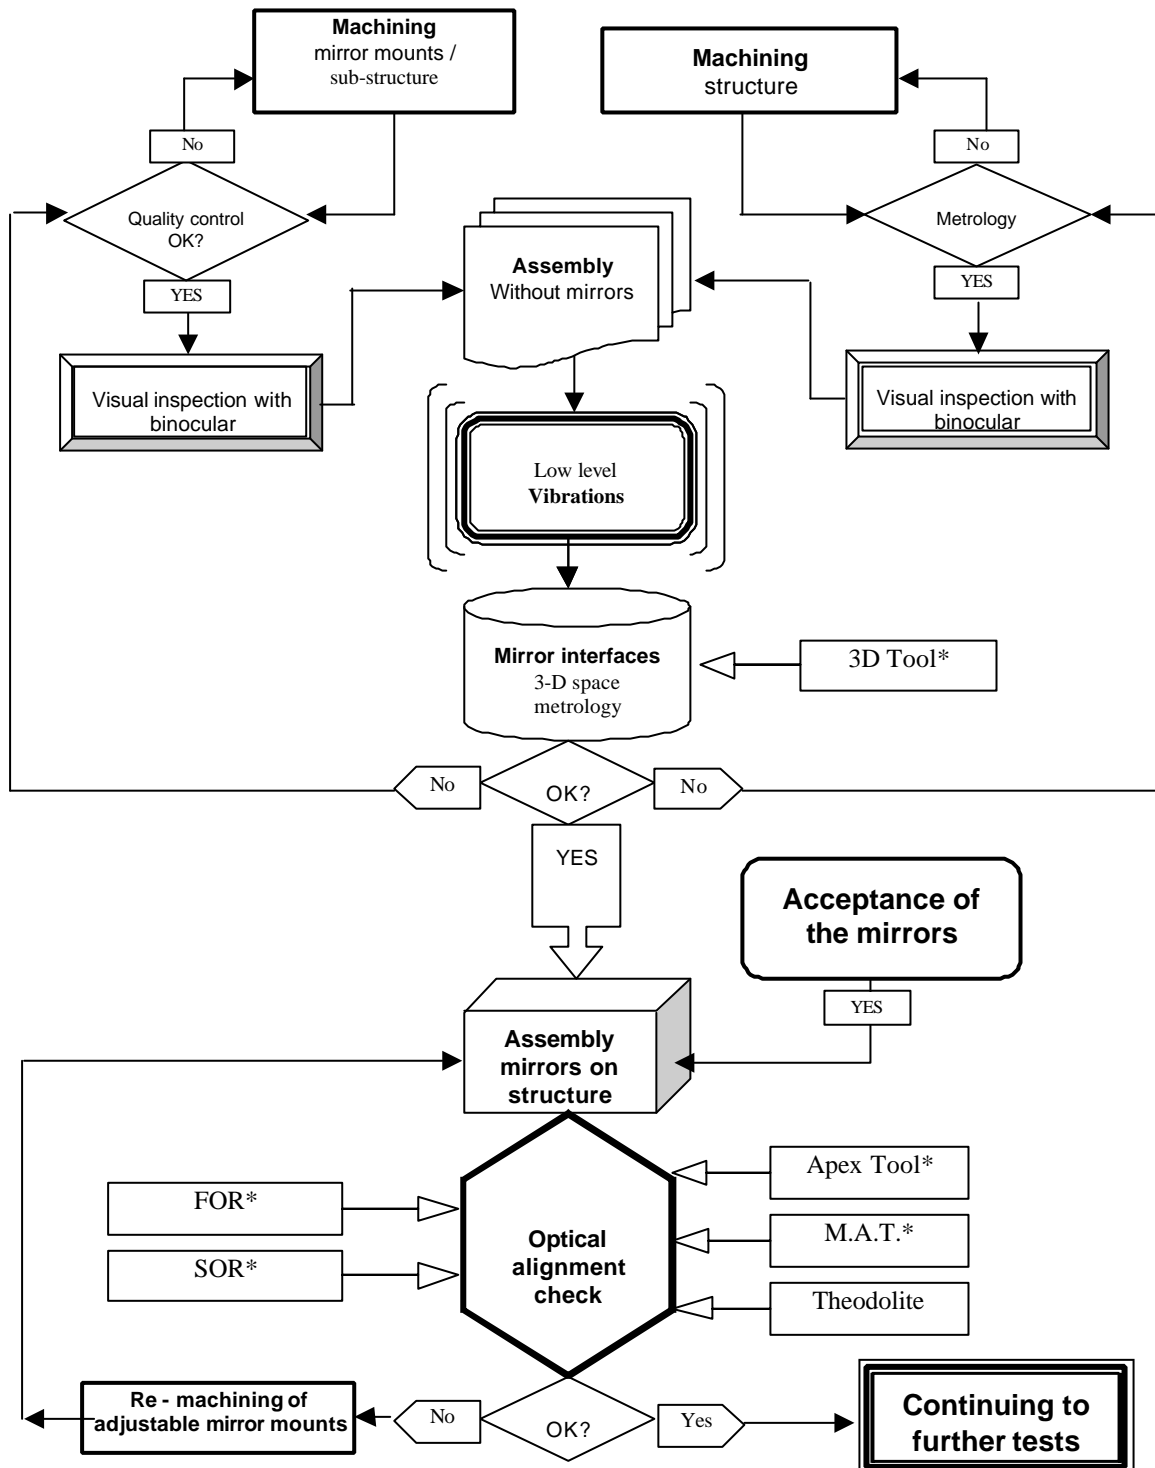 Machining
mirror mounts /
sub-structure
Machining
structure
No
No
Quality control
OK?
Metrology
Assembly
Without mirrors
YES
YES
Visual inspection with
binocular
Visual inspection with
binocular
Low level
Vibrations
Mirror interfaces
3-D space
metrology
3D Tool*
No
OK?
No
YES
Acceptance of
the mirrors
YES
Assembly
mirrors on
structure
Apex Tool*
FOR*
M.A.T.*
Optical
alignment
check
SOR*
Theodolite
Re - machining of
adjustable mirror mounts
No
OK?
Yes
Continuing to
further tests